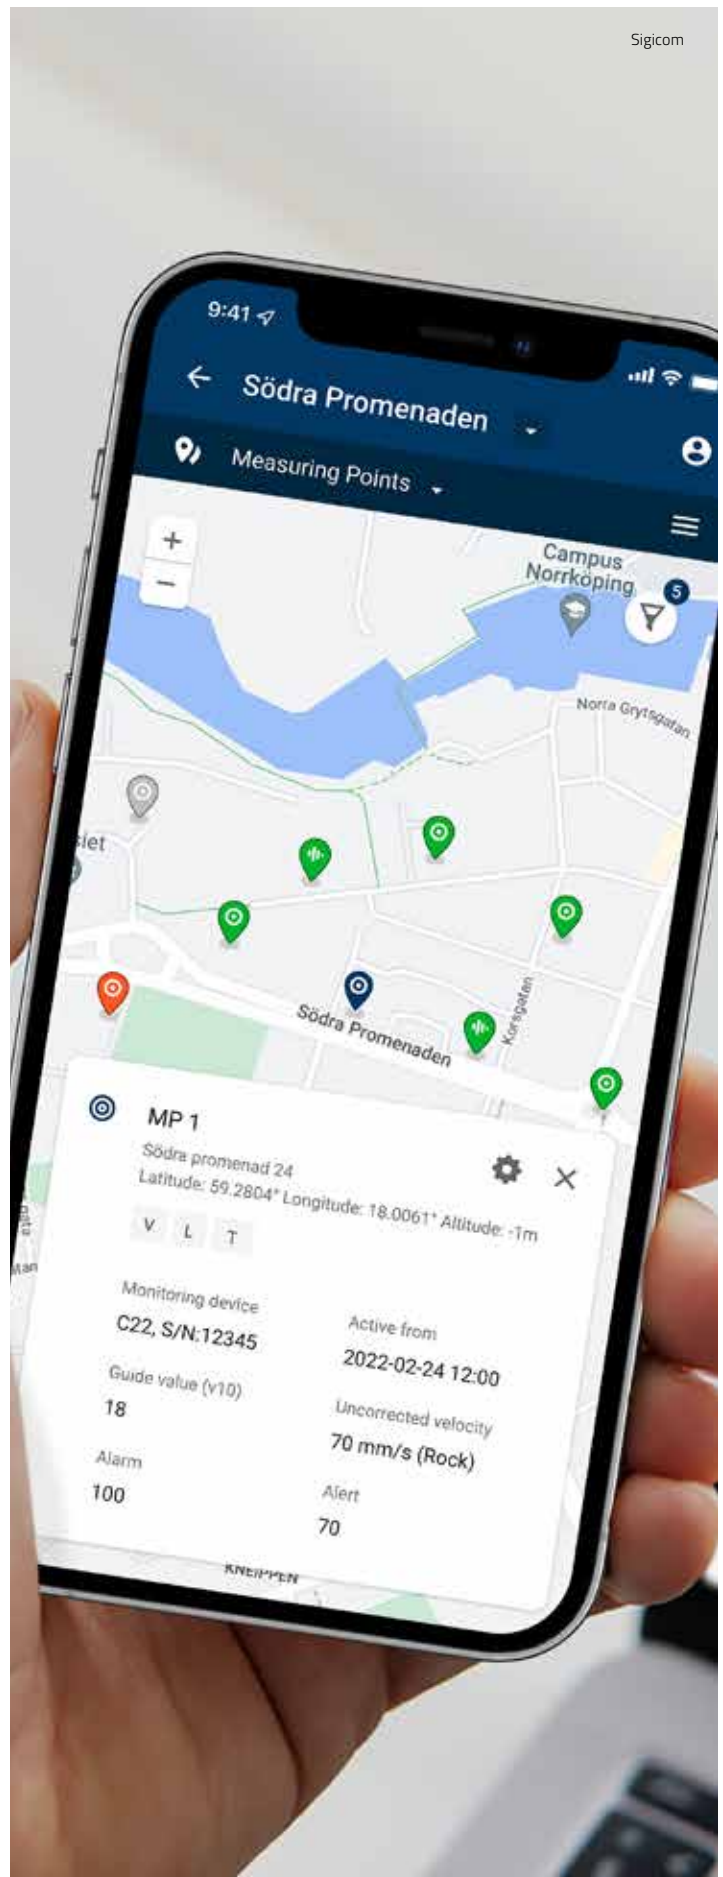 Sigicom
9:41
Södra Promenaden
Measuring Points
Campus
Norrköping
5
Norra Grytsgatan
Korsgatan
Södra Promenaden
MP 1
Södra promenad 24
Latitude: 59.2804° Longitude: 18.0061° Altitude: -1m
V L T
Monitoring device
C22, S/N:12345
Active from
2022-02-24 12:00
Guide value (v10)
18
Uncorrected velocity
70 mm/s (Rock)
Alarm
100
Alert
70
KNEIPPEN